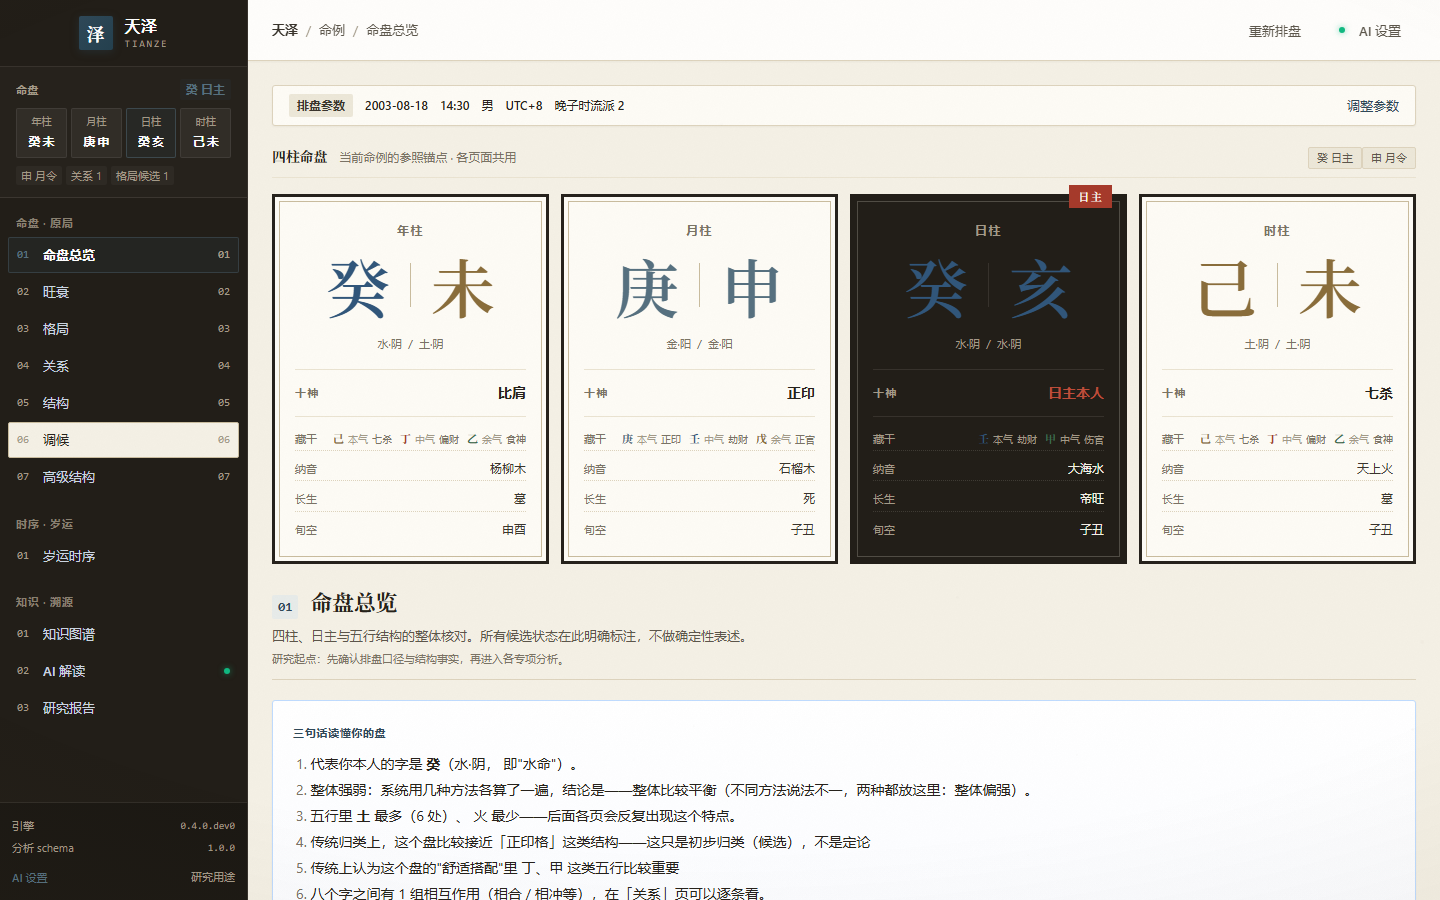 泽 天泽
TIANZE
命盘 癸 日主
年柱 月柱 日柱 时柱
癸未 庚申 癸亥 己未
申 月令 关系 1 格局候选 1
命盘 · 原局
01 命盘总览 01
02 旺衰 02
03 格局 03
04 关系 04
05 结构 05
06 调候 06
07 高级结构 07
时序 · 岁运
01 岁运时序
知识 · 溯源
01 知识图谱
02 AI 解读
03 研究报告
引擎 0.4.0.dev0
分析 schema 1.0.0
AI 设置 研究用途
天泽 / 命例 / 命盘总览 重新排盘 AI 设置
排盘参数 2003-08-18 14:30 男 UTC+8 晚子时流派 2 调整参数
四柱命盘 当前命例的参照锚点 · 各页面共用 癸 日主 申 月令
年柱
癸 未
水·阴 / 土·阴
十神 比肩
藏干 己 本气 七杀 丁 中气 偏财 乙 余气 食神
纳音 杨柳木
长生 墓
旬空 申酉
月柱
庚 申
金·阳 / 金·阳
十神 正印
藏干 庚 本气 正印 壬 中气 劫财 戊 余气 正官
纳音 石榴木
长生 死
旬空 子丑
日主
日柱
癸 亥
水·阴 / 水·阴
十神 日主本人
藏干 壬 本气 劫财 甲 中气 伤官
纳音 大海水
长生 帝旺
旬空 子丑
时柱
己 未
土·阴 / 土·阴
十神 七杀
藏干 己 本气 七杀 丁 中气 偏财 乙 余气 食神
纳音 天上火
长生 墓
旬空 子丑
01 命盘总览
四柱、日主与五行结构的整体核对。所有候选状态在此明确标注，不做确定性表述。
研究起点：先确认排盘口径与结构事实，再进入各专项分析。
三句话读懂你的盘
1. 代表你本人的字是 癸（水·阴， 即"水命"）。
2. 整体强弱：系统用几种方法各算了一遍，结论是——整体比较平衡（不同方法说法不一，两种都放这里：整体偏强）。
3. 五行里 土 最多（6 处）、 火 最少——后面各页会反复出现这个特点。
4. 传统归类上，这个盘比较接近「正印格」这类结构——这只是初步归类（候选），不是定论
5. 传统上认为这个盘的"舒适搭配"里 丁、甲 这类五行比较重要
6. 八个字之间有 1 组相互作用（相合 / 相冲等），在「关系」页可以逐条看。